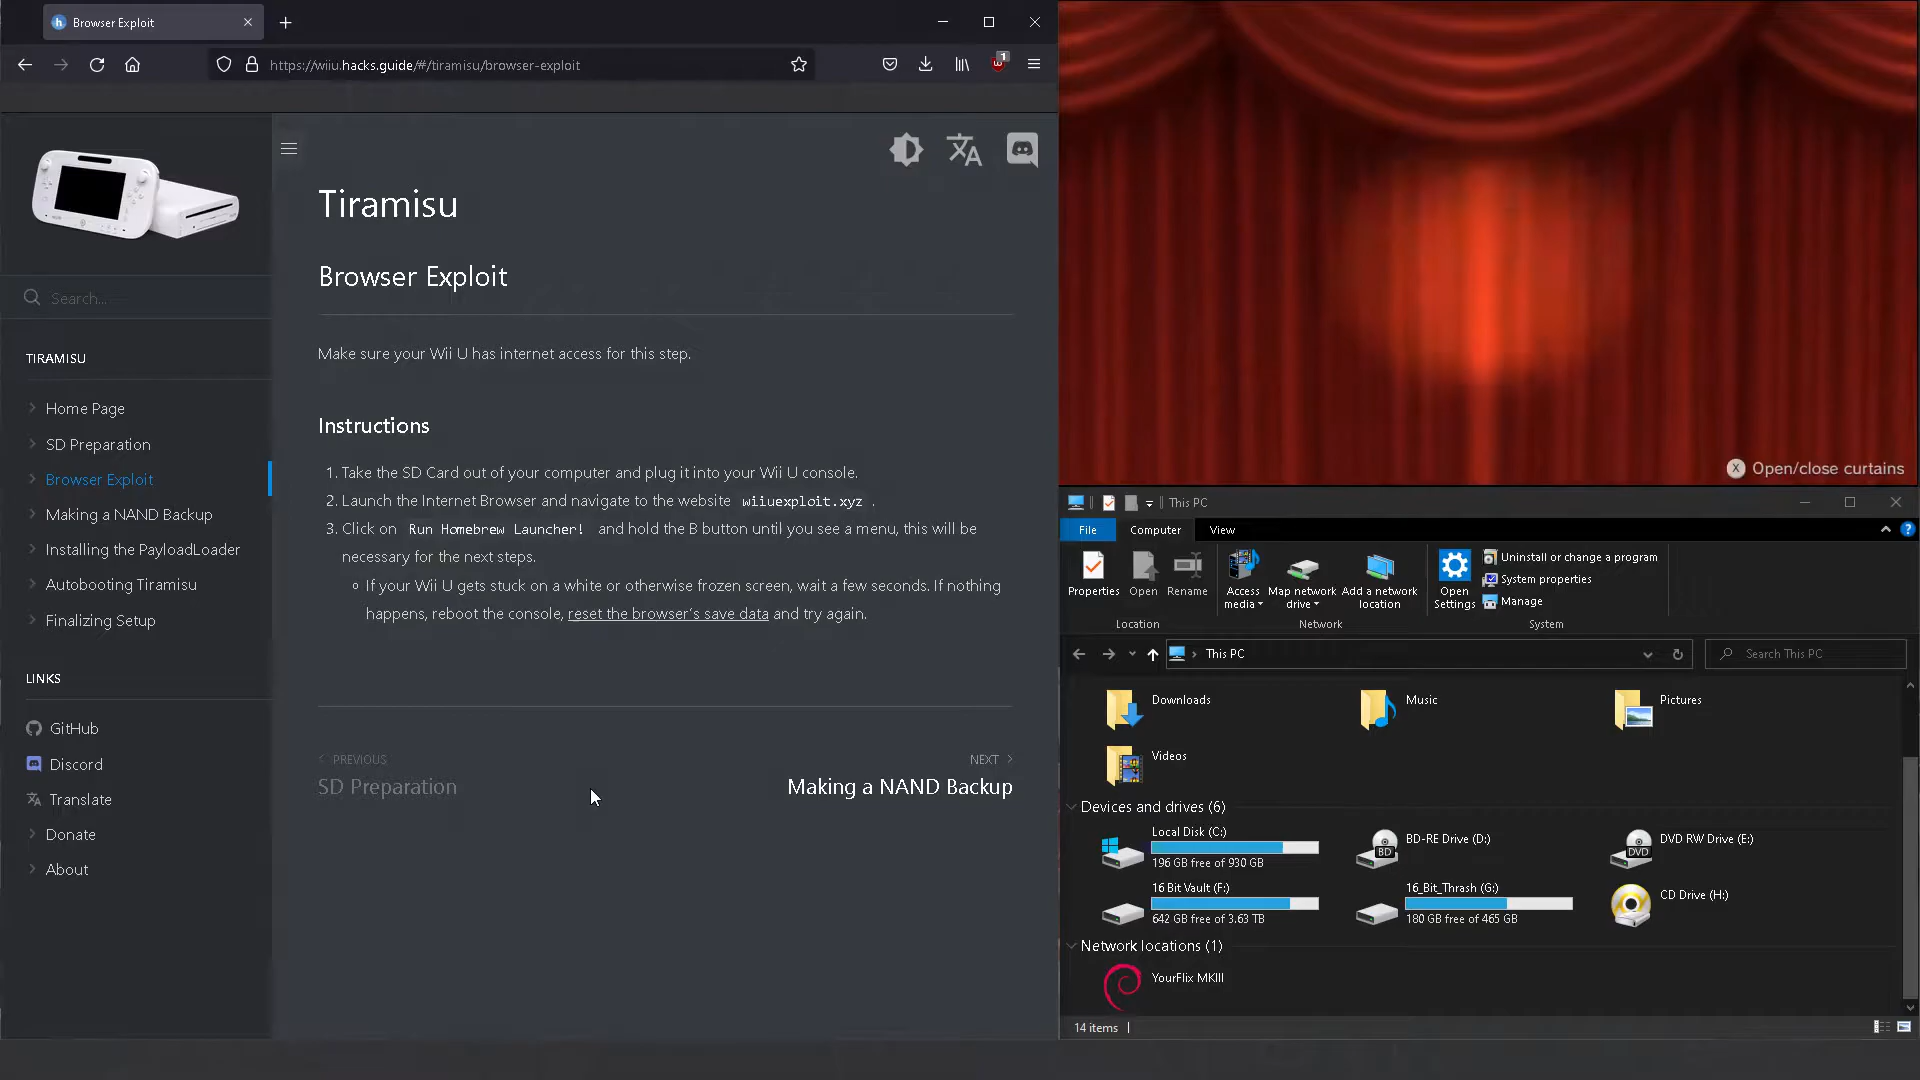 Browser Exploit
https://wiiu.hacks.guide/#/tiramisu/browser-exploit
1
Search...
TIRAMISU
Home Page
SD Preparation
Browser Exploit
Making a NAND Backup
Installing the PayloadLoader
Autobooting Tiramisu
Finalizing Setup
LINKS
GitHub
Discord
Translate
Donate
About
Tiramisu
Browser Exploit
Make sure your Wii U has internet access for this step.
Instructions
1. Take the SD Card out of your computer and plug it into your Wii U console.
2. Launch the Internet Browser and navigate to the website wiiuexploit.xyz .
3. Click on Run Homebrew Launcher! and hold the B button until you see a menu, this will be
necessary for the next steps.
If your Wii U gets stuck on a white or otherwise frozen screen, wait a few seconds. If nothing
happens, reboot the console, reset the browser's save data and try again.
PREVIOUS
SD Preparation
NEXT
Making a NAND Backup
X Open/close curtains
This PC
File Computer View
Properties Open Rename
Location
Access media Map network drive Add a network location
Network
Open Settings
Uninstall or change a program
System properties
Manage
System
This PC
Search This PC
Downloads Music Pictures
Videos
Devices and drives (6)
Local Disk (C:)
196 GB free of 930 GB
BD
BD-RE Drive (D:)
DVD
DVD RW Drive (E:)
16 Bit Vault (F:)
642 GB free of 3.63 TB
16_Bit_Thrash (G:)
180 GB free of 465 GB
CD Drive (H:)
Network locations (1)
YourFlix MKIII
14 items